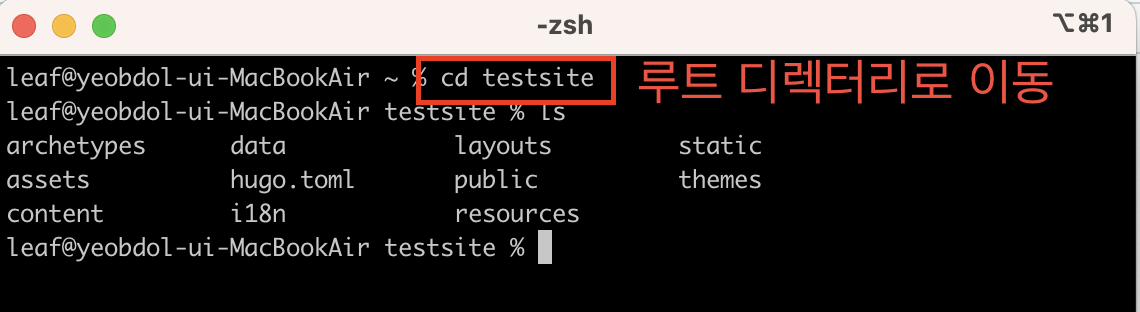 -zsh
⌥⌘1
leaf@yeobdol-ui-MacBookAir ~ % cd testsite 루트 디렉터리로 이동
leaf@yeobdol-ui-MacBookAir testsite % ls
archetypes data layouts static
assets hugo.toml public themes
content i18n resources
leaf@yeobdol-ui-MacBookAir testsite %